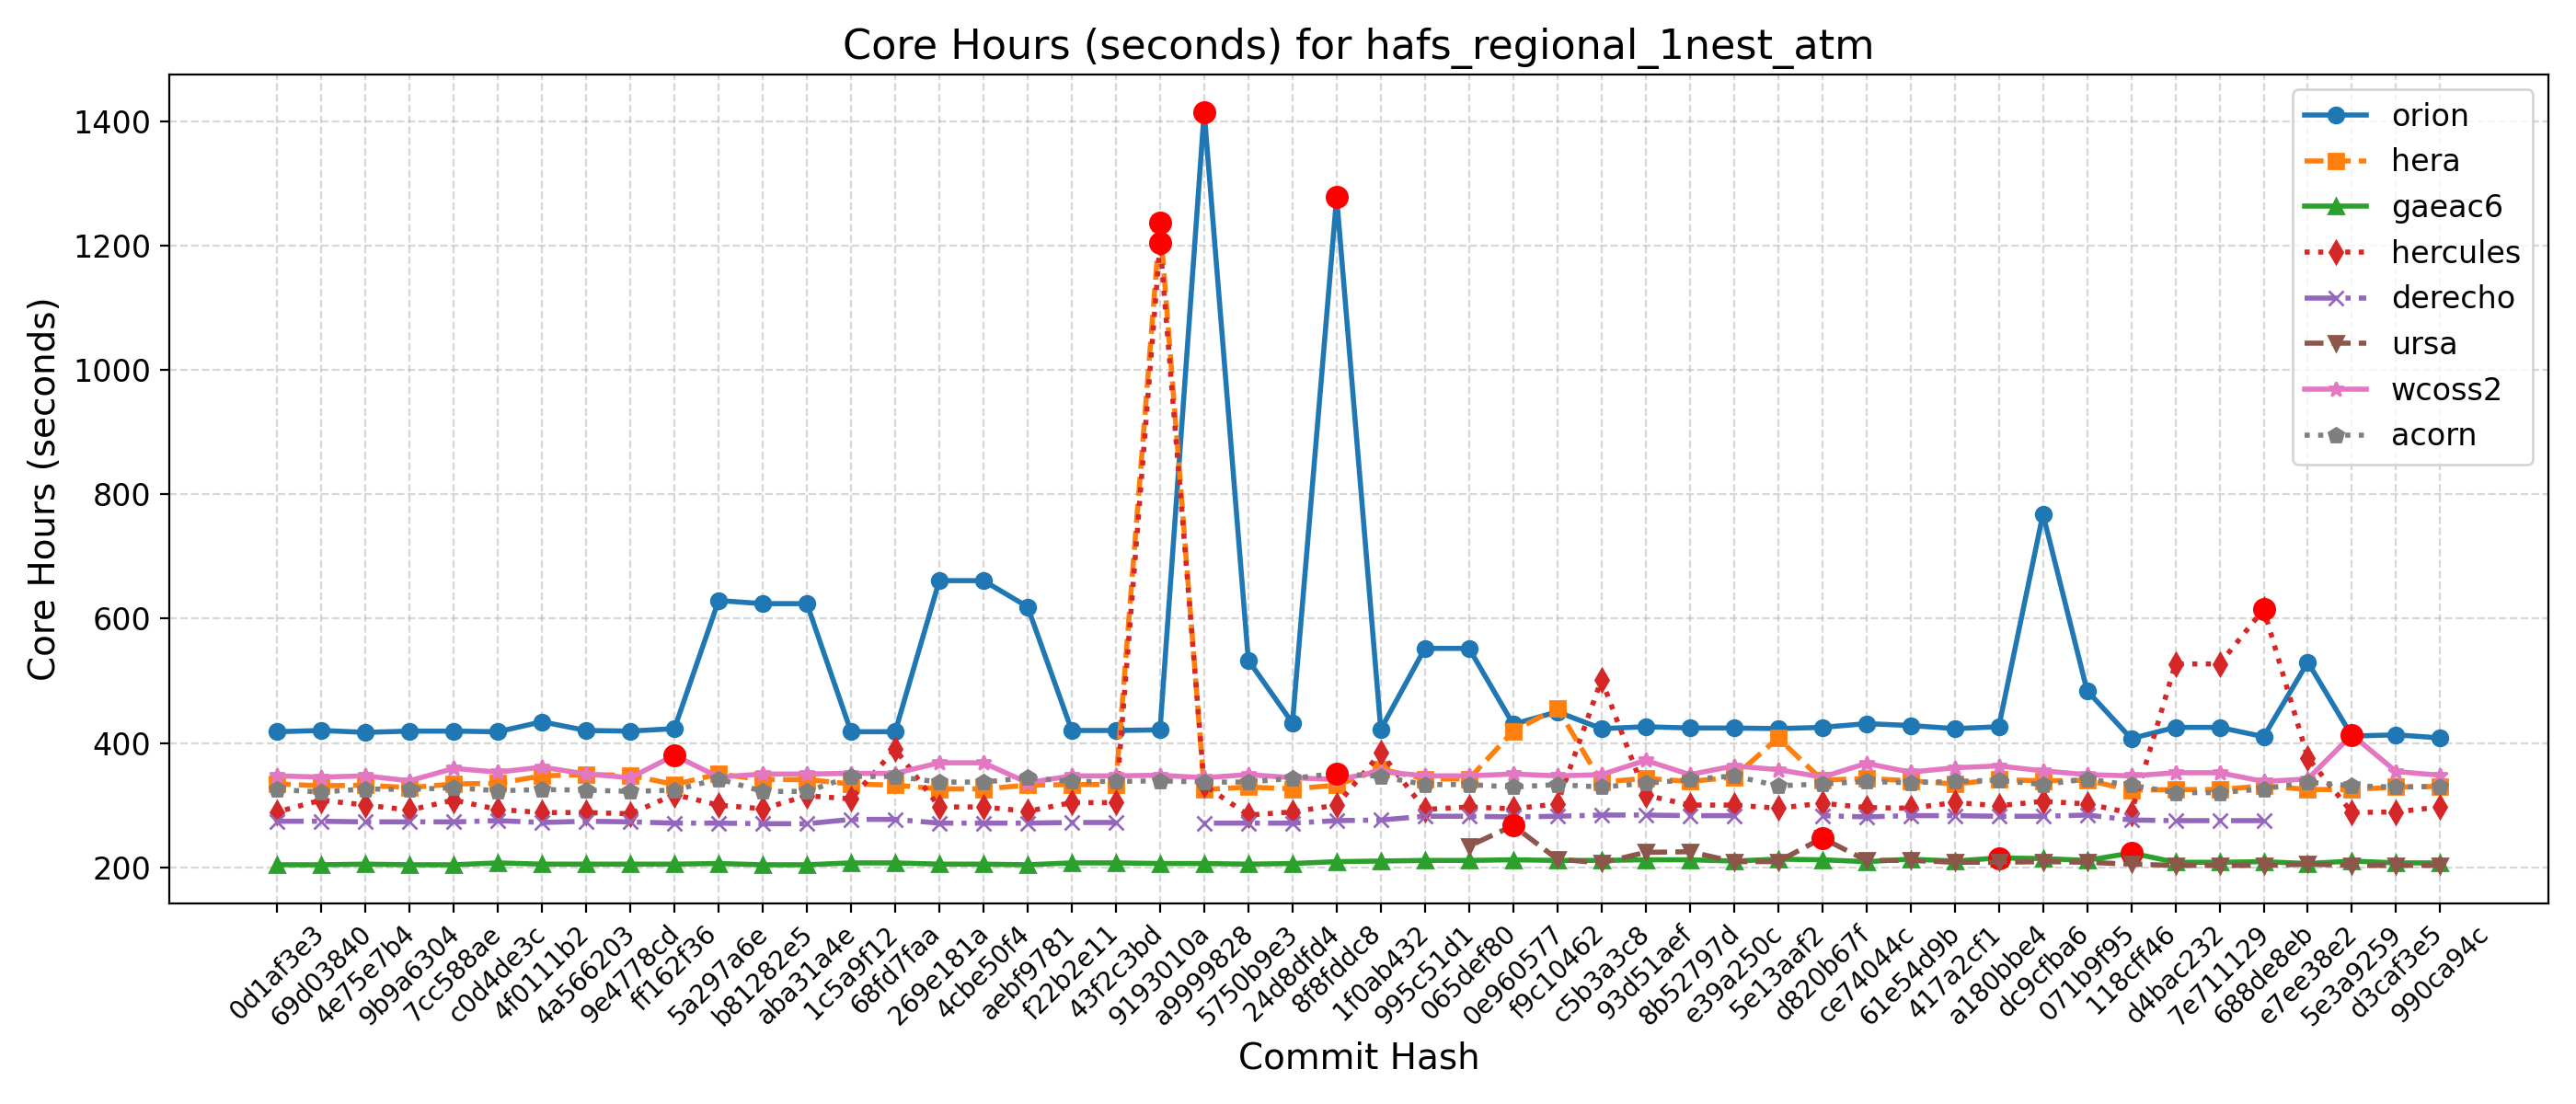 Core Hours (seconds) for hafs_regional_1nest_atm
Core Hours (seconds)
1400
1200
1000
800
600
400
200
orion
hera
gaeac6
hercules
derecho
ursa
wcoss2
acorn
0d1af3e3
69d03840
4e75e7b4
9b9a6304
7cc588ae
c0d4de3c
4f0111b2
4a566203
9e4778cd
ff162f36
5a297a6e
b81282e5
aba31a4e
1c5a9f12
68fd7faa
269e181a
4cbe50f4
aebf9781
f22b2e11
43f2c3bd
9193010a
a9999828
5750b9e3
24d8dfd4
8f8fddc8
1f0ab432
995c51d1
065def80
0e960577
f9c10462
c5b3a3c8
93d51aef
8b52797d
e39a250c
5e13aaf2
d820b67f
ce74044c
61e54d9b
417a2cf1
a180bbe4
dc9cfba6
071b9f95
118cff46
d4bac232
7e711129
688de8eb
e7ee38e2
5e3a9259
d3caf3e5
990ca94c
Commit Hash